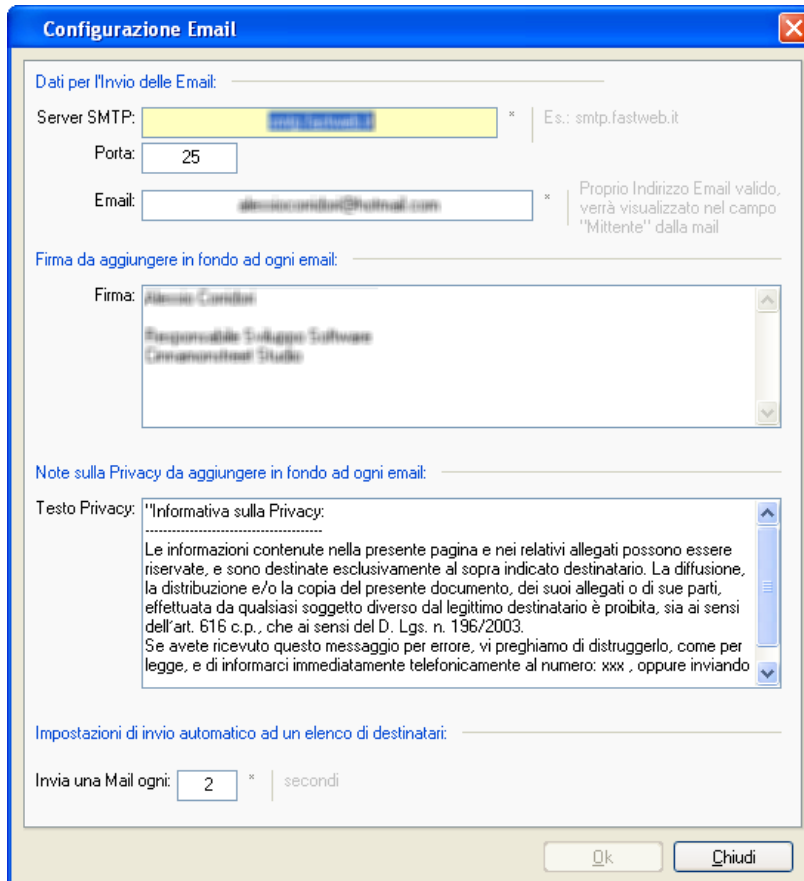 Configurazione Email
Dati per l'Invio delle Email:
Server SMTP: * Es.: smtp.fastweb.it
Porta: 25
Email: * Proprio Indirizzo Email valido,
verrà visualizzato nel campo
"Mittente" dalla mail
Firma da aggiungere in fondo ad ogni email:
Firma:
Note sulla Privacy da aggiungere in fondo ad ogni email:
Testo Privacy: "Informativa sulla Privacy:
----------------------------------------
Le informazioni contenute nella presente pagina e nei relativi allegati possono essere
riservate, e sono destinate esclusivamente al sopra indicato destinatario. La diffusione,
la distribuzione e/o la copia del presente documento, dei suoi allegati o di sue parti,
effettuata da qualsiasi soggetto diverso dal legittimo destinatario è proibita, sia ai sensi
dell'art. 616 c.p., che ai sensi del D. Lgs. n. 196/2003.
Se avete ricevuto questo messaggio per errore, vi preghiamo di distruggerlo, come per
legge, e di informarci immediatamente telefonicamente al numero: xxx , oppure inviando
Impostazioni di invio automatico ad un elenco di destinatari:
Invia una Mail ogni: 2 * secondi
Ok Chiudi